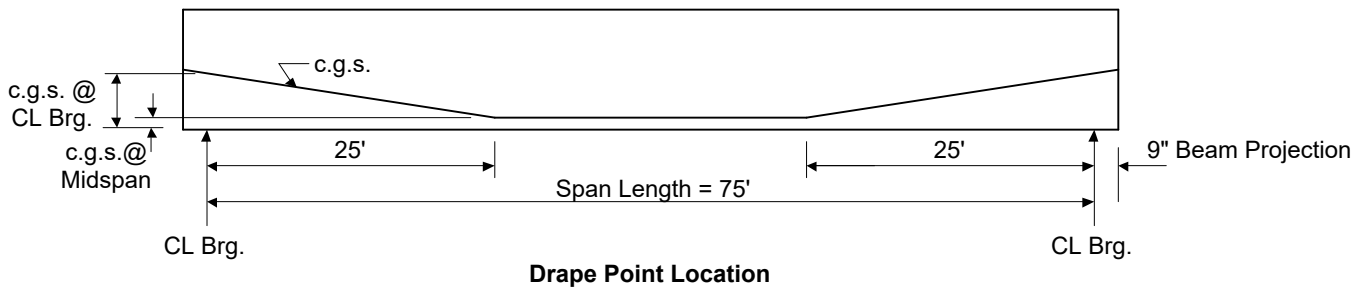 c.g.s.
c.g.s. @
CL Brg.
c.g.s.@
Midspan
25'
25'
9" Beam Projection
Span Length = 75'
CL Brg.
CL Brg.
Drape Point Location